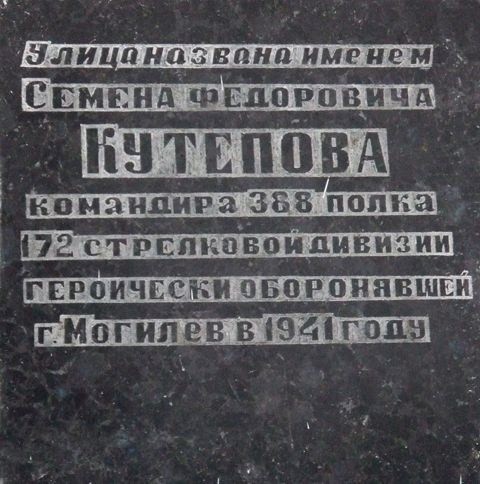 Улица названа именем
Семена Федоровича
Кутепова
командира 388 полка
172 стрелковой дивизии
героически оборонявшей
г. Могилев в 1941 году